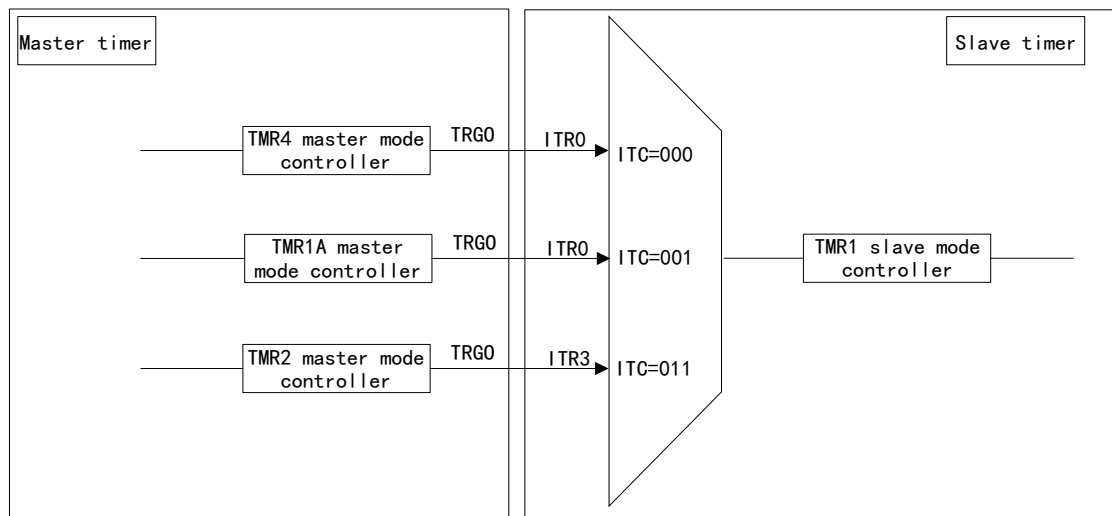 Master timer
Slave timer
TMR4 master mode
controller
TRGO
ITR0
ITC=000
TMR1A master
mode controller
TRGO
ITR0
ITC=001
TMR1 slave mode
controller
TMR2 master mode
controller
TRGO
ITR3
ITC=011